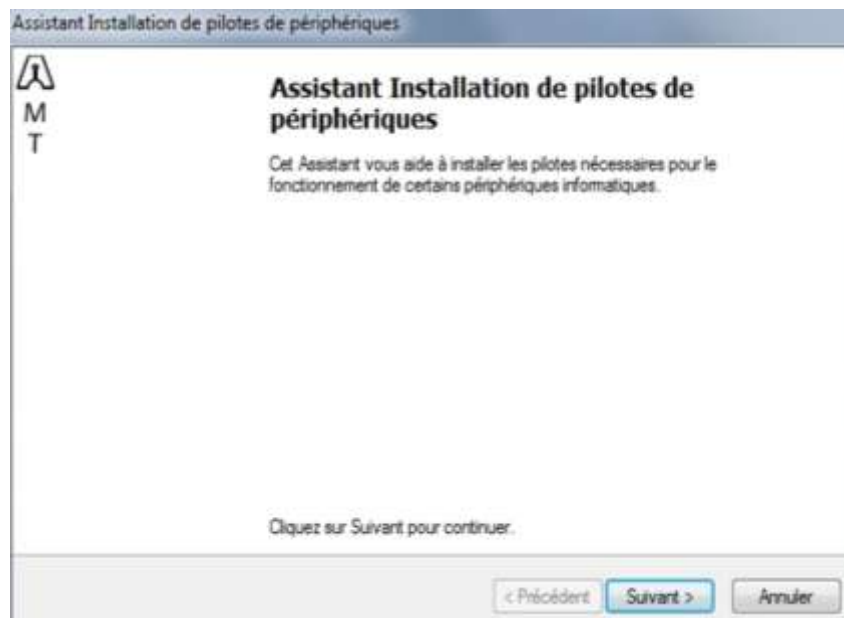 Assistant Installation de pilotes de périphériques
M
T
Assistant Installation de pilotes de
périphériques
Cet Assistant vous aide à installer les pilotes nécessaires pour le
fonctionnement de certains périphériques informatiques.
Cliquez sur Suivant pour continuer.
< Précédent Suivant > Annuler